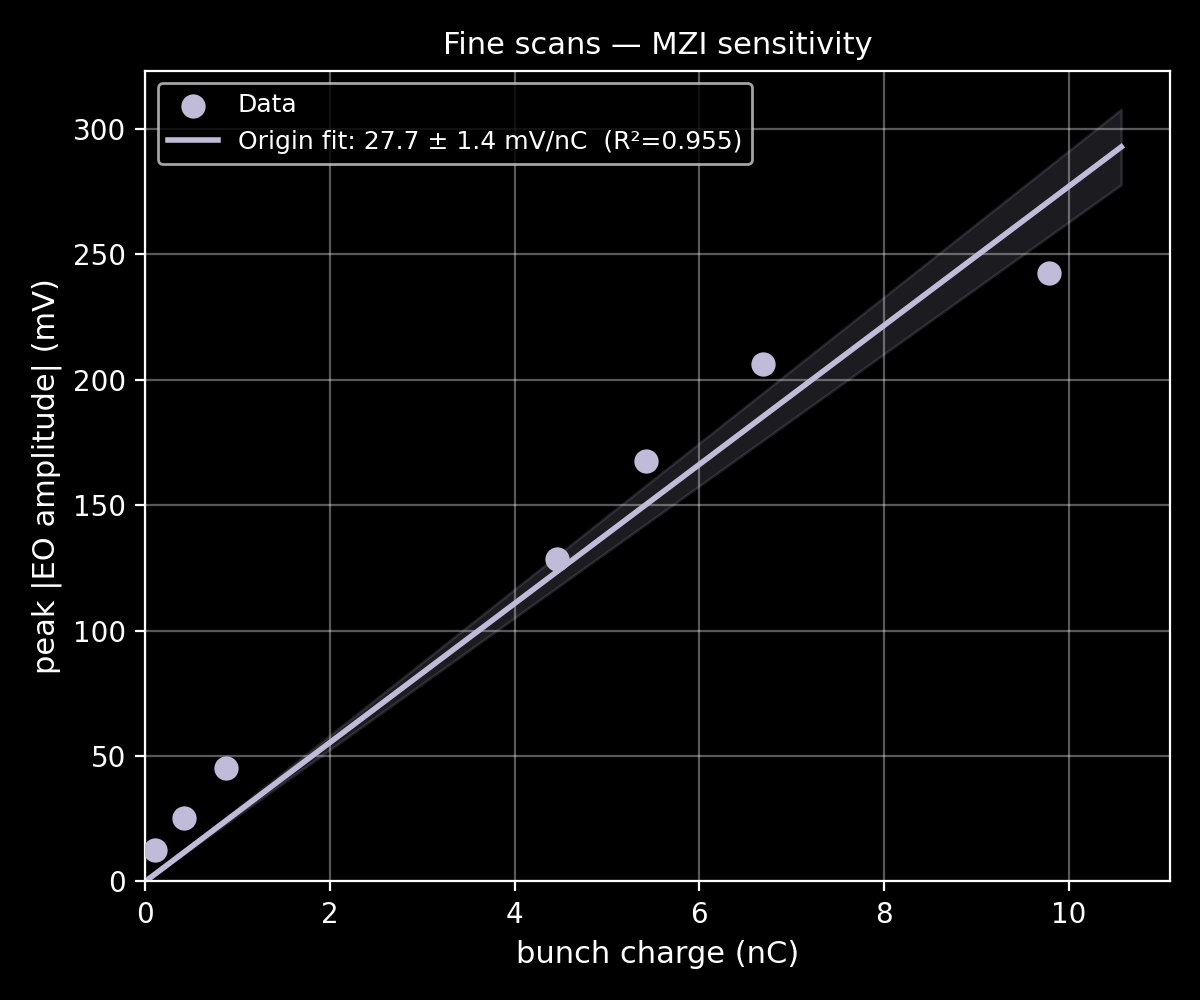 Fine scans — MZI sensitivity
Data
Origin fit: 27.7 ± 1.4 mV/nC  (R²=0.955)
peak |EO amplitude| (mV)
300
250
200
150
100
50
0
0 2 4 6 8 10
bunch charge (nC)